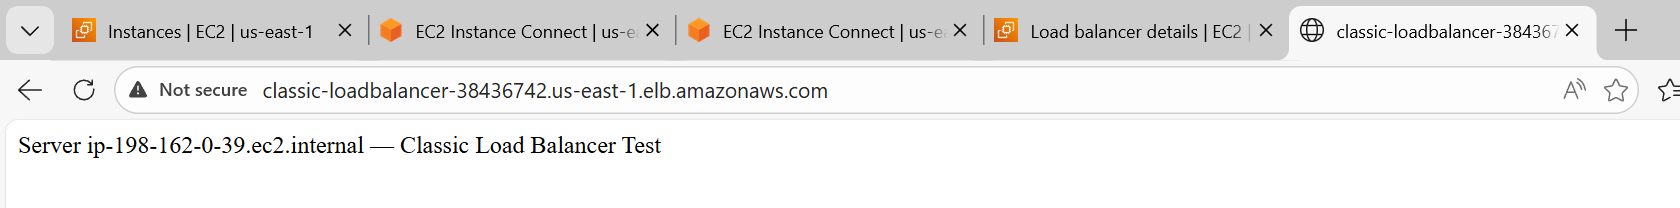 Instances | EC2 | us-east-1
EC2 Instance Connect | us-e
EC2 Instance Connect | us-e
Load balancer details | EC2 |
classic-loadbalancer-38436
Not secure
classic-loadbalancer-38436742.us-east-1.elb.amazonaws.com
Server ip-198-162-0-39.ec2.internal — Classic Load Balancer Test